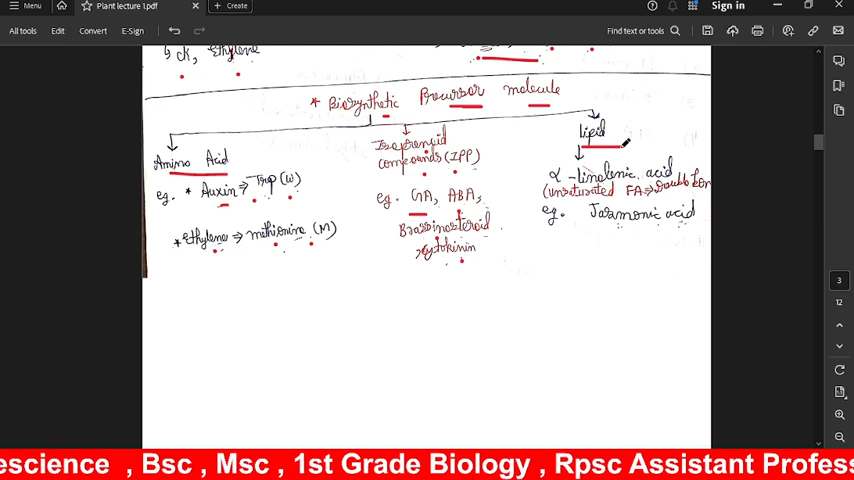 Menu
Plant lecture 1.pdf
Create
Sign in
All tools Edit Convert E-Sign
Find text or tools
↳ CK, Ethylene
* Biosynthetic Precursor molecule
Amino Acid
eg. * Auxin ⇒ Trp (W)
* Ethylene ⇒ methionine (M)
Isoprenoid
compounds (IPP)
eg. GA, ABA,
Brassinosteroid
, cytokinin
Lipid
α-linolenic acid
(unsaturated FA ⇒
eg. Jasmonic acid
3
12
escience , Bsc , Msc , 1st Grade Biology , Rpsc Assistant Profess